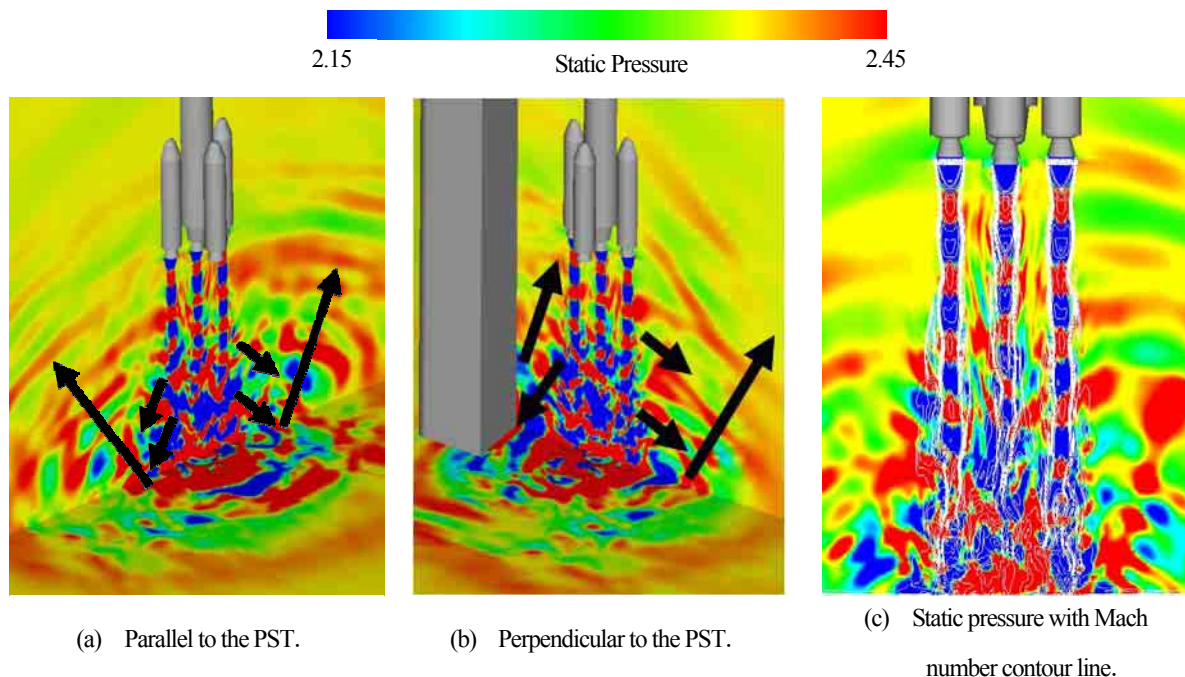 2.15
2.45
Static Pressure
(a) Parallel to the PST.
(b) Perpendicular to the PST.
(c) Static pressure with Mach
number contour line.